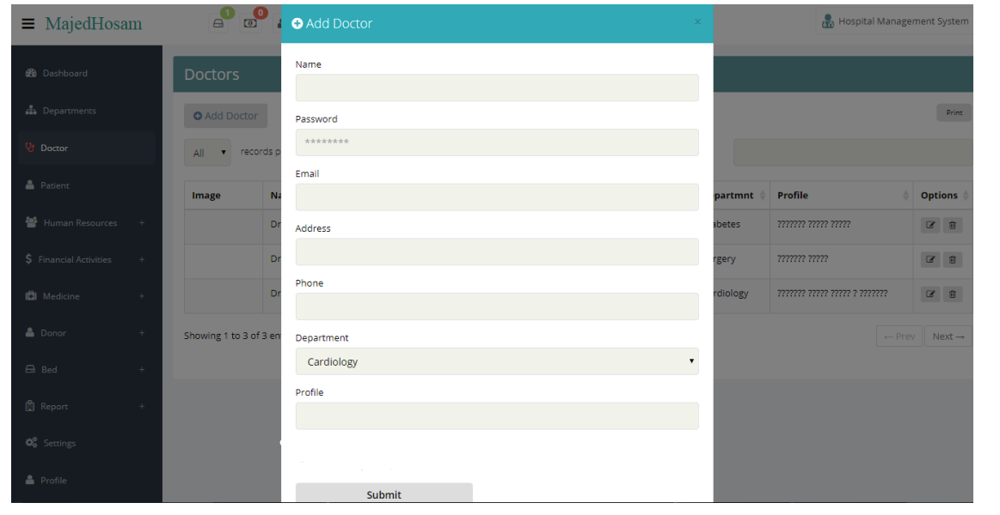 MajedHosam
1
0
Add Doctor
×
Hospital Management System
Dashboard
Departments
Doctor
Patient
Human Resources +
Financial Activities +
Medicine +
Donor +
Bed +
Report +
Settings
Profile
Doctors
Add Doctor
Print
All records
Image
Profile
Options
??????? ????? ?????
??????? ?????
rgery
??????? ????? ????? ? ???????
rdiology
partmnt
Dr
Dr
Dr
Showing 1 to 3 of 3 en
← Prev
Next →
Name
Password
********
Email
Address
Phone
Department
Cardiology
Profile
Submit